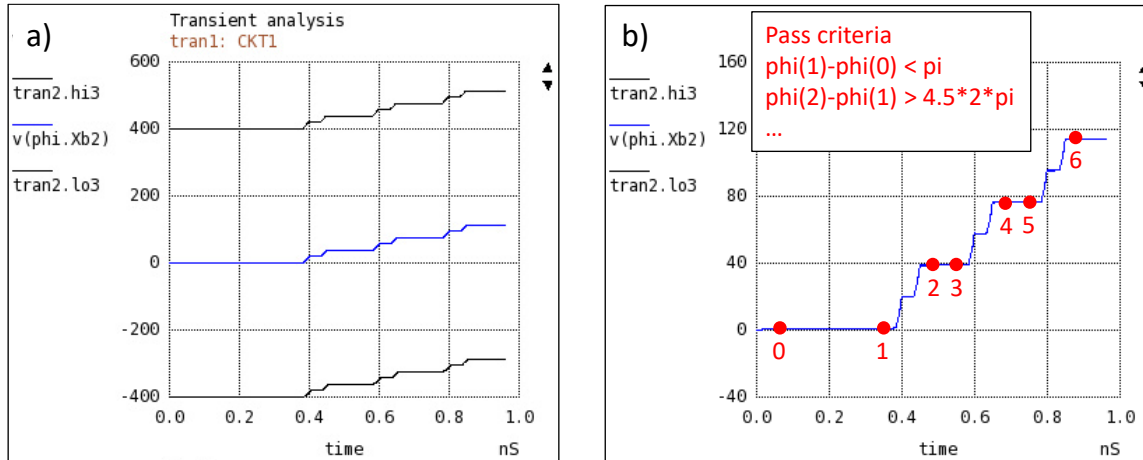 a)
Transient analysis
tran1: CKT1
tran2.hi3
v(phi.Xb2)
tran2.lo3
600
400
200
0
-200
-400
0.0 0.2 0.4 0.6 0.8 1.0
time nS
b)
Pass criteria
phi(1)-phi(0) < pi
phi(2)-phi(1) > 4.5*2*pi
...
tran2.hi3
v(phi.Xb2)
tran2.lo3
160
120
80
40
0
-40
0 1 2 3 4 5 6
0.0 0.2 0.4 0.6 0.8 1.0
time nS